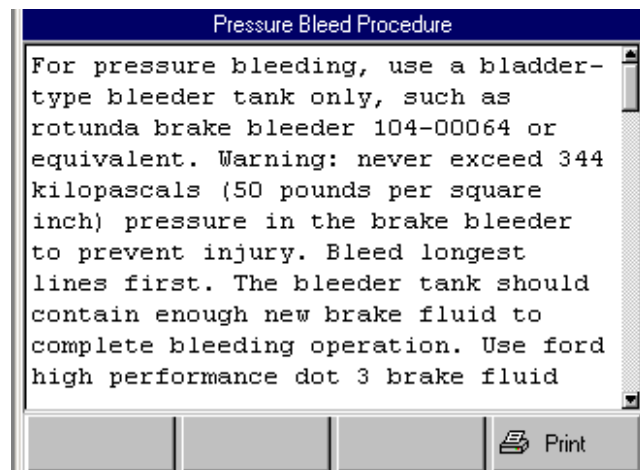 Pressure Bleed Procedure
For pressure bleeding, use a bladder-
type bleeder tank only, such as
rotunda brake bleeder 104-00064 or
equivalent. Warning: never exceed 344
kilopascals (50 pounds per square
inch) pressure in the brake bleeder
to prevent injury. Bleed longest
lines first. The bleeder tank should
contain enough new brake fluid to
complete bleeding operation. Use ford
high performance dot 3 brake fluid
Print